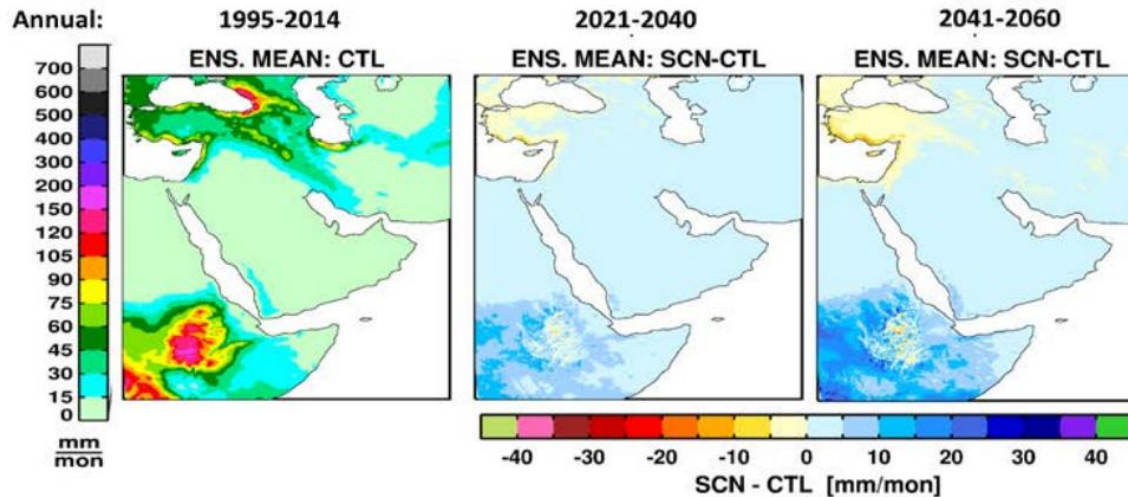 Annual: 1995-2014 2021-2040 2041-2060
ENS. MEAN: CTL ENS. MEAN: SCN-CTL ENS. MEAN: SCN-CTL
700
600
500
400
300
200
150
120
105
90
75
60
45
30
15
0
mm
mon
-40 -30 -20 -10 0 10 20 30 40
SCN - CTL [mm/mon]